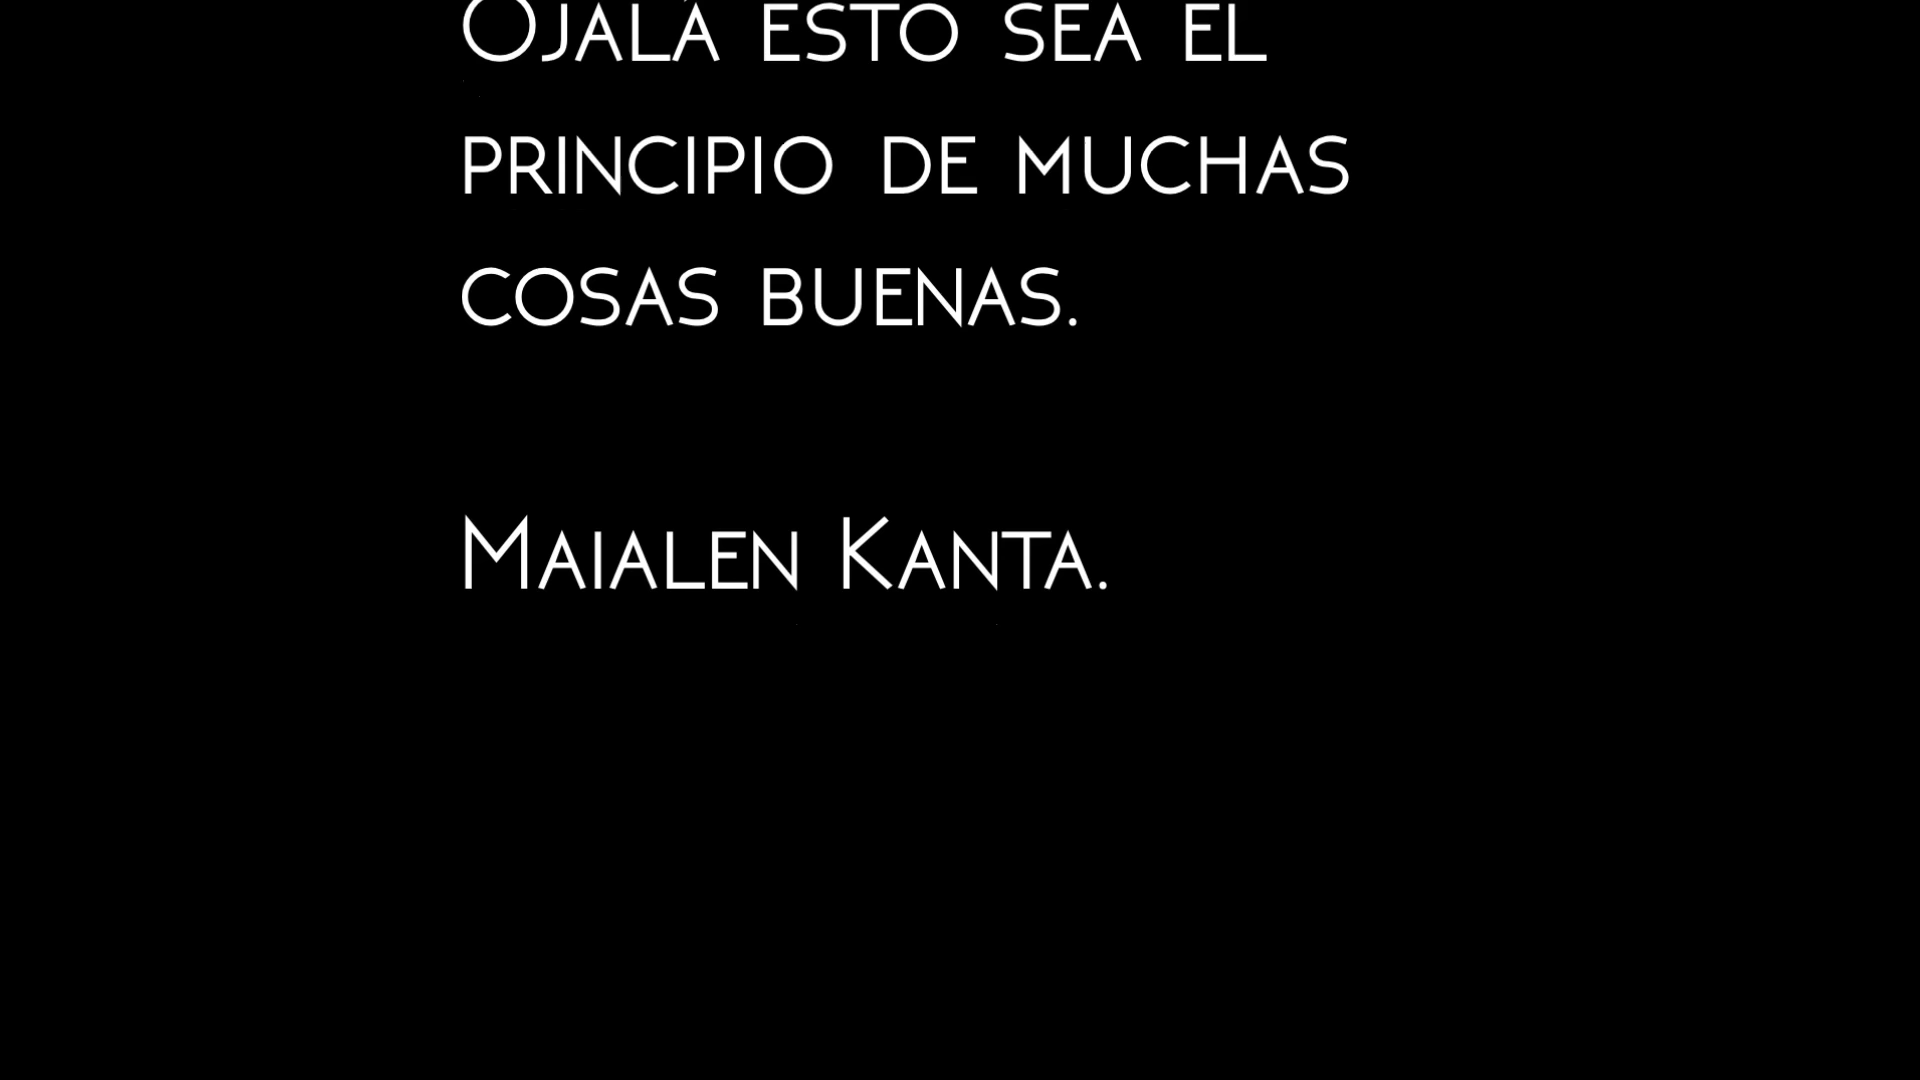 Ojalá esto sea el
principio de muchas
cosas buenas.
Maialen Kanta.